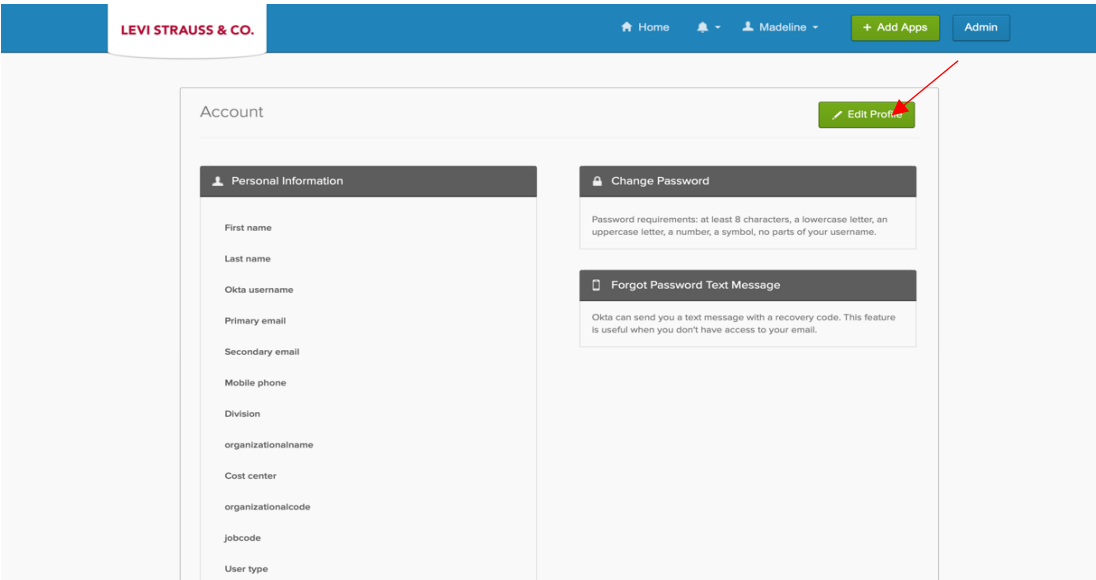 LEVI STRAUSS & CO.
Home
Madeline
+ Add Apps
Admin
Account
Edit Profile
Personal Information
First name
Last name
Okta username
Primary email
Secondary email
Mobile phone
Division
organizationalname
Cost center
organizationalcode
jobcode
User type
Change Password
Password requirements: at least 8 characters, a lowercase letter, an
uppercase letter, a number, a symbol, no parts of your username.
Forgot Password Text Message
Okta can send you a text message with a recovery code. This feature
is useful when you don't have access to your email.